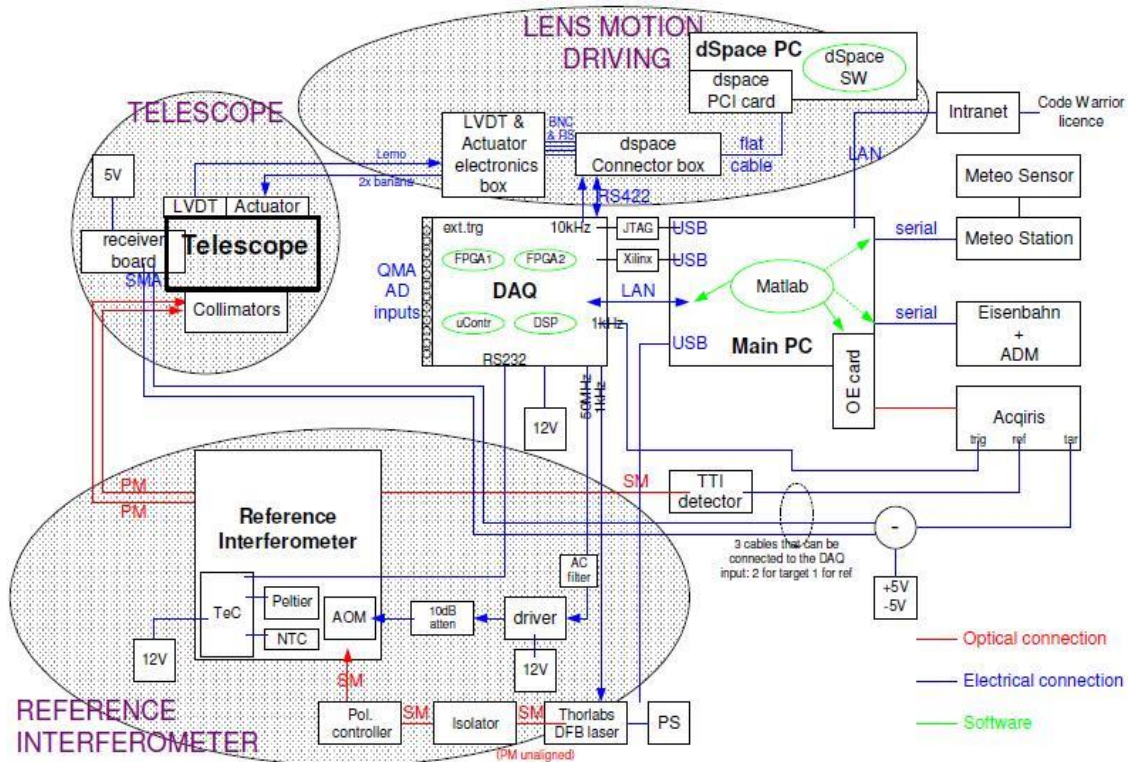 LENS MOTION
DRIVING
dSpace PC
dSpace
SW
dspace
PCI card
TELESCOPE
LVDT &
Actuator
electronics
box
BNC
& RS
dspace
Connector box
flat
cable
Intranet
Code Warrior
licence
LAN
5V
Lemo
2x banana
RS422
Meteo Sensor
LVDT
Actuator
ext.trg
10kHz
JTAG
USB
serial
Meteo Station
receiver
board
Telescope
SMA
FPGA1
FPGA2
Xilinx
USB
QMA
AD
inputs
DAQ
LAN
Matlab
Collimators
uContr
DSP
1kHz
USB
Main PC
serial
Eisenbahn
+
ADM
RS232
OE card
50MHz
1kHz
12V
Acqiris
trig
ref
tar
PM
PM
SM
TTI
detector
Reference
Interferometer
-
3 cables that can be
connected to the DAQ
input: 2 for target 1 for ref
AC
filter
+5V
-5V
TeC
Peltier
NTC
AOM
10dB
atten
driver
12V
12V
Optical connection
SM
Electrical connection
REFERENCE
INTERFEROMETER
Pol.
controller
SM
Isolator
SM
Thorlabs
DFB laser
PS
(PM unaligned)
Software